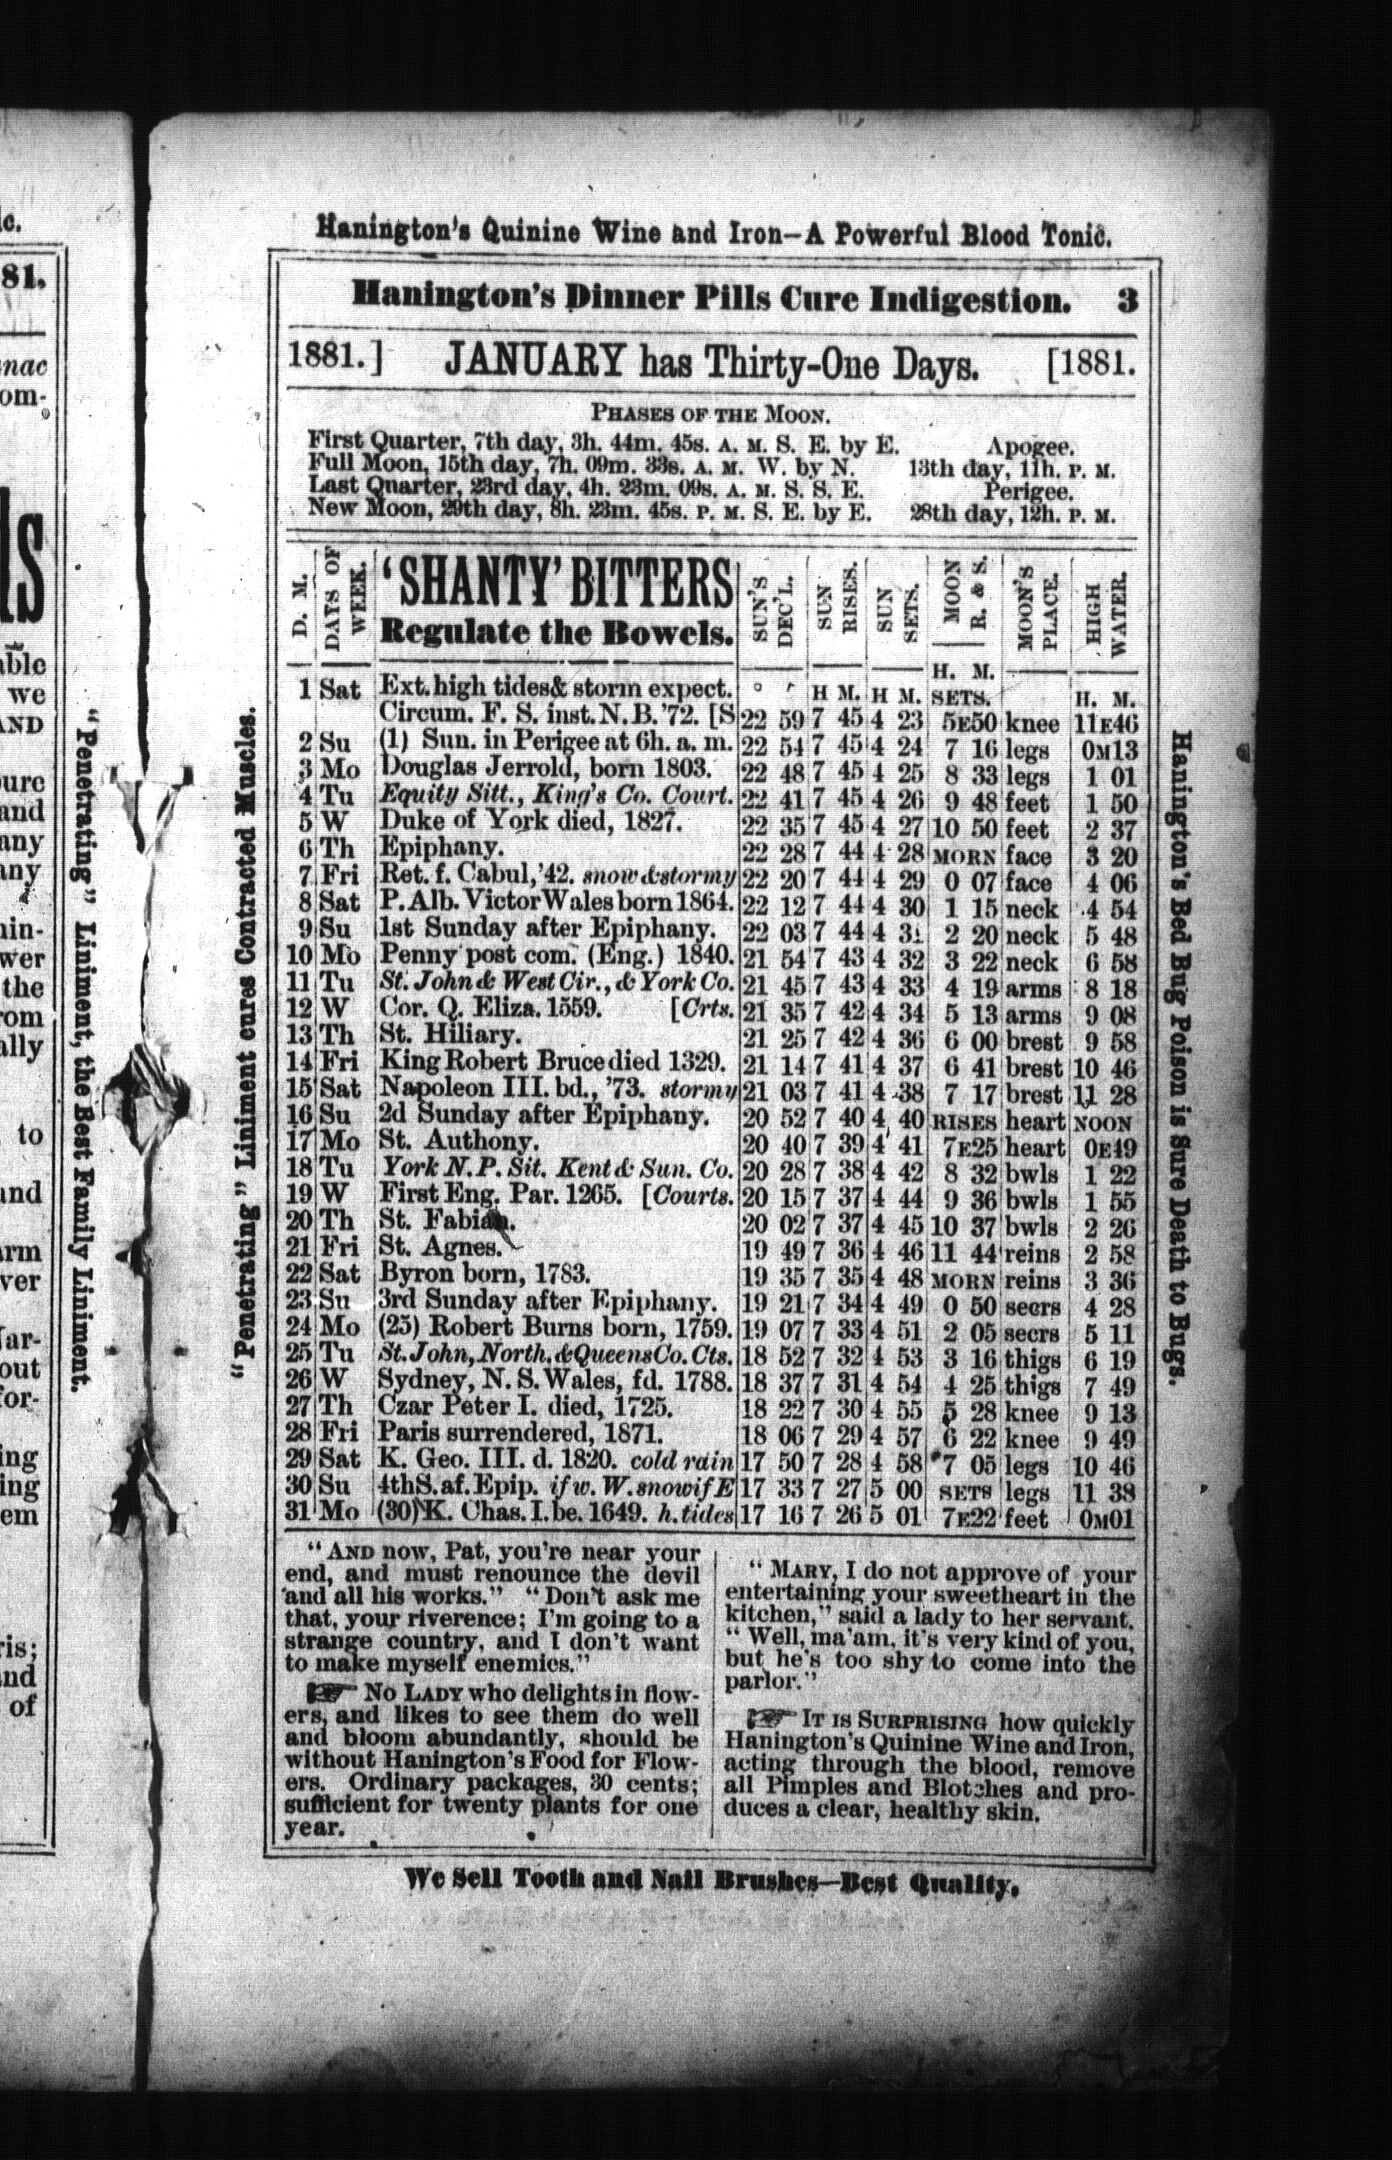 Hanington's Quinine Wine and Iron—A Powerful Blood Tonic.
Hanington's Dinner Pills Cure Indigestion. 3
1881.] JANUARY has Thirty-One Days. [1881.
PHASES OF THE MOON.
First Quarter, 7th day, 3h. 44m. 45s. A. M. S. E. by E. Apogee.
Full Moon, 15th day, 7h. 09m. 33s. A. M. W. by N. 13th day, 11h. P. M.
Last Quarter, 23rd day, 4h. 23m. 09s. A. M. S. S. E. Perigee.
New Moon, 29th day, 8h. 23m. 45s. P. M. S. E. by E. 28th day, 12h. P. M.
D. M. DAYS OF WEEK. 'SHANTY' BITTERS Regulate the Bowels. SUN'S DEC'L. SUN RISES. SUN SETS. MOON R. & S. MOON'S PLACE. HIGH WATER.
H. M.
1 Sat Ext. high tides & storm expect. ° ' H M. H M. SETS. H. M.
Circum. F. S. inst. N. B. '72. [S 22 59 7 45 4 23 5E50 knee 11E46
2 Su (1) Sun. in Perigee at 6h. a. m. 22 54 7 45 4 24 7 16 legs 0M13
3 Mo Douglas Jerrold, born 1803. 22 48 7 45 4 25 8 33 legs 1 01
4 Tu Equity Sitt., King's Co. Court. 22 41 7 45 4 26 9 48 feet 1 50
5 W Duke of York died, 1827. 22 35 7 45 4 27 10 50 feet 2 37
6 Th Epiphany. 22 28 7 44 4 28 MORN face 3 20
7 Fri Ret. f. Cabul, '42. snow & stormy 22 20 7 44 4 29 0 07 face 4 06
8 Sat P. Alb. Victor Wales born 1864. 22 12 7 44 4 30 1 15 neck 4 54
9 Su 1st Sunday after Epiphany. 22 03 7 44 4 31 2 20 neck 5 48
10 Mo Penny post com. (Eng.) 1840. 21 54 7 43 4 32 3 22 neck 6 58
11 Tu St. John & West Cir., & York Co. 21 45 7 43 4 33 4 19 arms 8 18
12 W Cor. Q. Eliza. 1559. [Crts. 21 35 7 42 4 34 5 13 arms 9 08
13 Th St. Hiliary. 21 25 7 42 4 36 6 00 brest 9 58
14 Fri King Robert Bruce died 1329. 21 14 7 41 4 37 6 41 brest 10 46
15 Sat Napoleon III. bd., '73. stormy 21 03 7 41 4 38 7 17 brest 11 28
16 Su 2d Sunday after Epiphany. 20 52 7 40 4 40 RISES heart NOON
17 Mo St. Authony. 20 40 7 39 4 41 7E25 heart 0E49
18 Tu York N. P. Sit. Kent & Sun. Co. 20 28 7 38 4 42 8 32 bwls 1 22
19 W First Eng. Par. 1265. [Courts. 20 15 7 37 4 44 9 36 bwls 1 55
20 Th St. Fabian. 20 02 7 37 4 45 10 37 bwls 2 26
21 Fri St. Agnes. 19 49 7 36 4 46 11 44 reins 2 58
22 Sat Byron born, 1783. 19 35 7 35 4 48 MORN reins 3 36
23 Su 3rd Sunday after Epiphany. 19 21 7 34 4 49 0 50 secrs 4 28
24 Mo (25) Robert Burns born, 1759. 19 07 7 33 4 51 2 05 secrs 5 11
25 Tu St. John, North. & Queens Co. Cts. 18 52 7 32 4 53 3 16 thigs 6 19
26 W Sydney, N. S. Wales, fd. 1788. 18 37 7 31 4 54 4 25 thigs 7 49
27 Th Czar Peter I. died, 1725. 18 22 7 30 4 55 5 28 knee 9 13
28 Fri Paris surrendered, 1871. 18 06 7 29 4 57 6 22 knee 9 49
29 Sat K. Geo. III. d. 1820. cold rain 17 50 7 28 4 58 7 05 legs 10 46
30 Su 4th S. af. Epip. if w. W. snow if E 17 33 7 27 5 00 SETS legs 11 38
31 Mo (30) K. Chas. I. be. 1649. h. tides 17 16 7 26 5 01 7E22 feet 0M01
"AND now, Pat, you're near your
end, and must renounce the devil
and all his works." "Don't ask me
that, your riverence; I'm going to a
strange country, and I don't want
to make myself enemies."
☞ NO LADY who delights in flow-
ers, and likes to see them do well
and bloom abundantly, should be
without Hanington's Food for Flow-
ers. Ordinary packages, 30 cents;
sufficient for twenty plants for one
year.
"MARY, I do not approve of your
entertaining your sweetheart in the
kitchen," said a lady to her servant.
"Well, ma'am, it's very kind of you,
but he's too shy to come into the
parlor."
☞ IT IS SURPRISING how quickly
Hanington's Quinine Wine and Iron,
acting through the blood, remove
all Pimples and Blotches and pro-
duces a clear, healthy skin.
We Sell Tooth and Nail Brushes—Best Quality.
"Penetrating" Liniment cures Contracted Muscles.
Hanington's Bed Bug Poison is Sure Death to Bugs.
"Penetrating" Liniment, the Best Family Liniment.
81.
nac
om-
ls
able
we
AND
pure
and
any
any
ower
the
rom
ally
to
and
arm
ver
out
for-
ing
ing
em
ris;
and
of